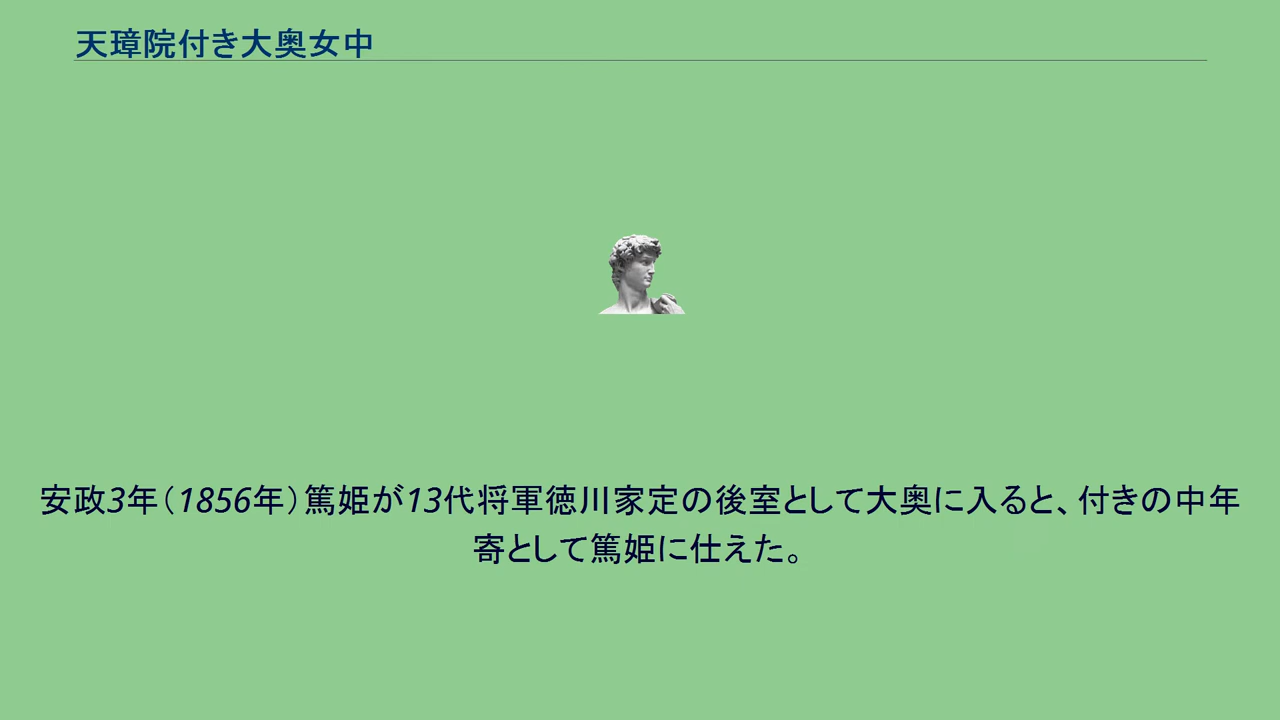 天璋院付き大奥女中
安政3年（1856年）篤姫が13代将軍徳川家定の後室として大奥に入ると、付きの中年
寄として篤姫に仕えた。